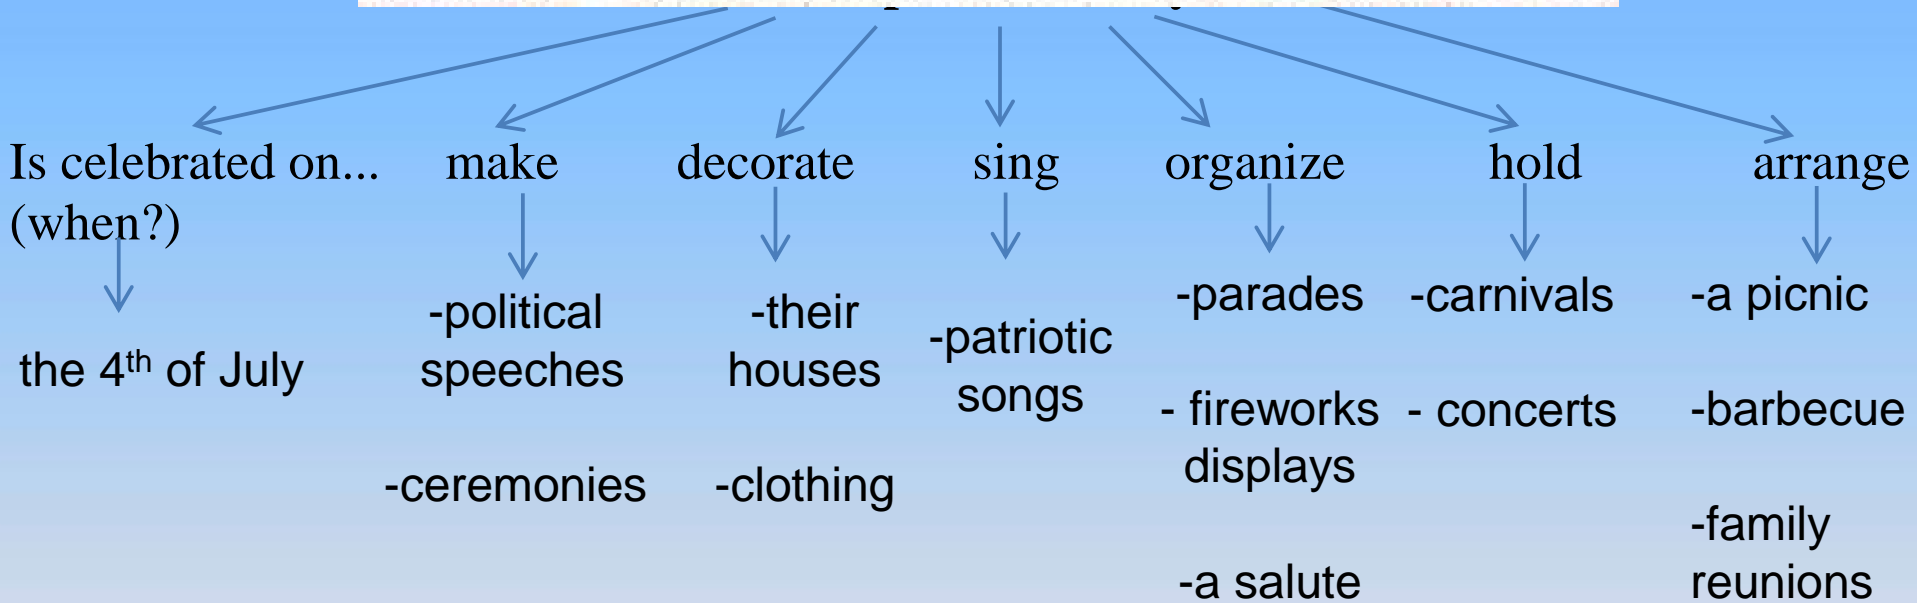 Is celebrated on...
(when?)
the 4th of July
make
-political
speeches
-ceremonies
decorate
-their
houses
-clothing
sing
-patriotic
songs
organize
-parades
- fireworks
displays
-a salute
hold
-carnivals
- concerts
arrange
-a picnic
-barbecue
-family
reunions